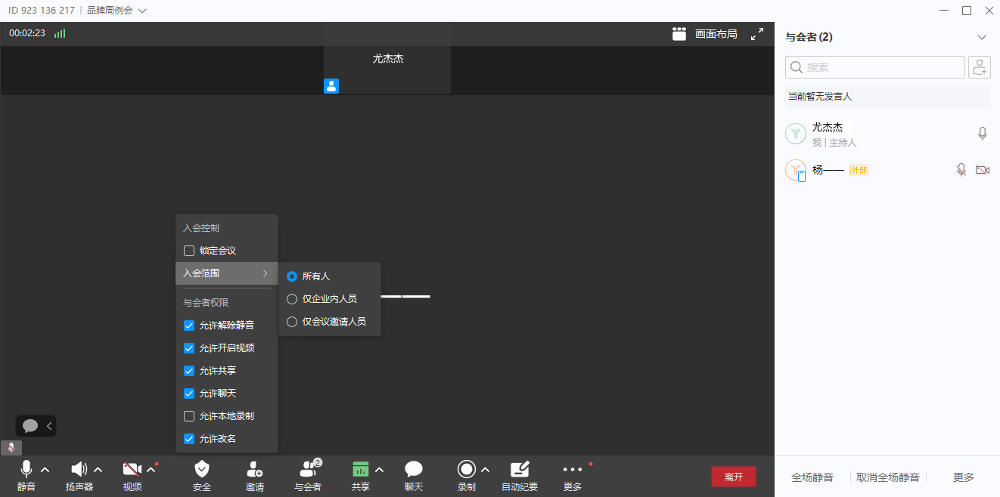 ID 923 136 217 品牌周例会
00:02:23
画面布局
尤杰杰
入会控制
锁定会议
入会范围
所有人
仅企业内人员
仅会议邀请人员
与会者权限
允许解除静音
允许开启视频
允许共享
允许聊天
允许本地录制
允许改名
静音
扬声器
视频
安全
邀请
2
与会者
共享
聊天
录制
自动纪要
更多
离开
与会者 (2)
搜索
当前暂无发言人
尤杰杰
我 | 主持人
杨—— 外部
全场静音
取消全场静音
更多